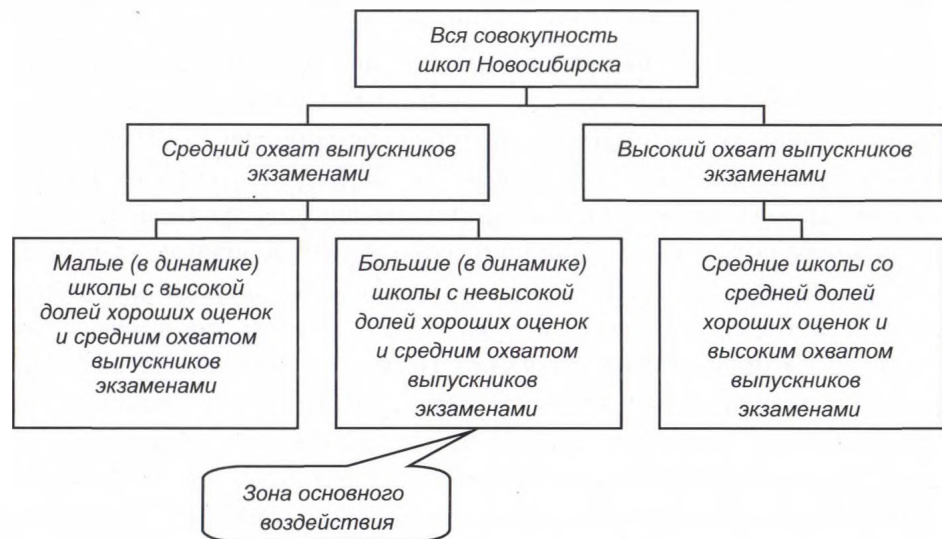 Вся совокупность
школ Новосибирска
Средний охват выпускников
экзаменами
Высокий охват выпускников
экзаменами
Малые (в динамике)
школы с высокой
долей хороших оценок
и средним охватом
выпускников
экзаменами
Большие (в динамике)
школы с невысокой
долей хороших оценок
и средним охватом
выпускников
экзаменами
Средние школы со
средней долей
хороших оценок и
высоким охватом
выпускников
экзаменами
Зона основного
воздействия